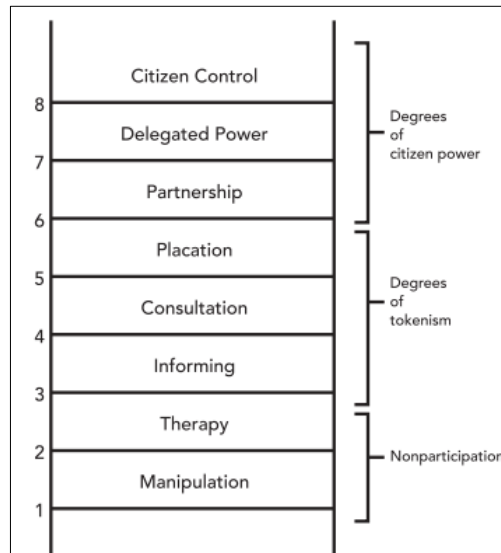 Citizen Control
8
Delegated Power
7
Partnership
6
Placation
5
Consultation
4
Informing
3
Therapy
2
Manipulation
1
Degrees
of
citizen power
Degrees
of
tokenism
Nonparticipation